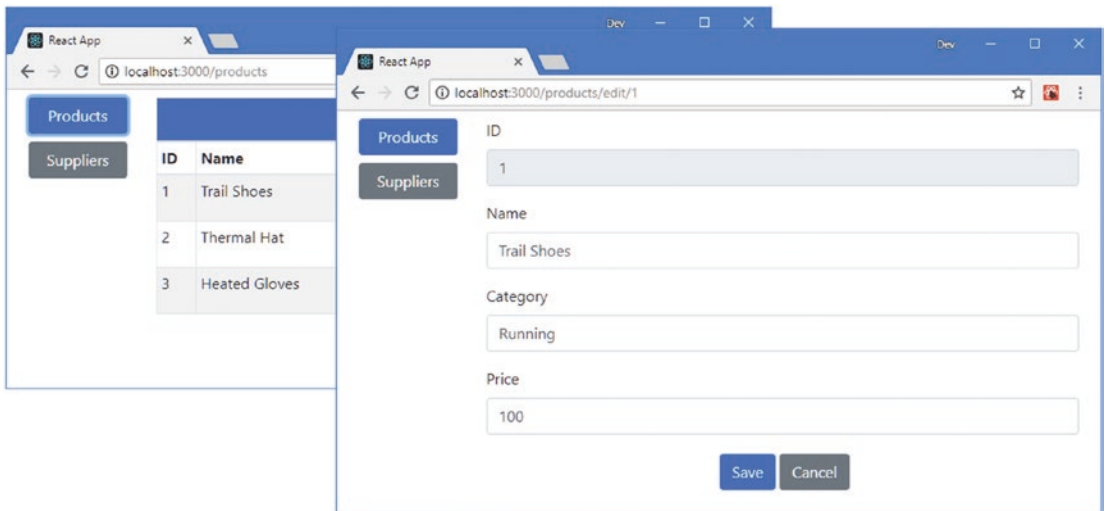 Dev
React App
localhost:3000/products
Products
Suppliers
ID Name
1 Trail Shoes
2 Thermal Hat
3 Heated Gloves
Dev
React App
localhost:3000/products/edit/1
Products
Suppliers
ID
1
Name
Trail Shoes
Category
Running
Price
100
Save Cancel